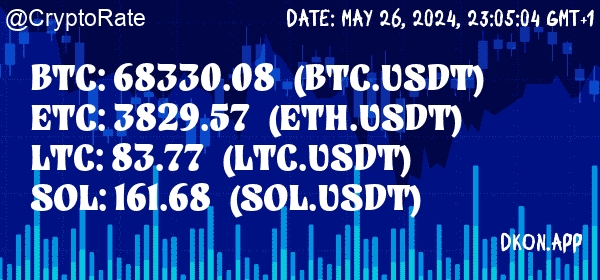 @CryptoRate
DATE: MAY 26, 2024, 23:05:04 GMT+1
BTC: 68330.08 (BTC.USDT)
ETC: 3829.57 (ETH.USDT)
LTC: 83.77 (LTC.USDT)
SOL: 161.68 (SOL.USDT)
DKON.APP